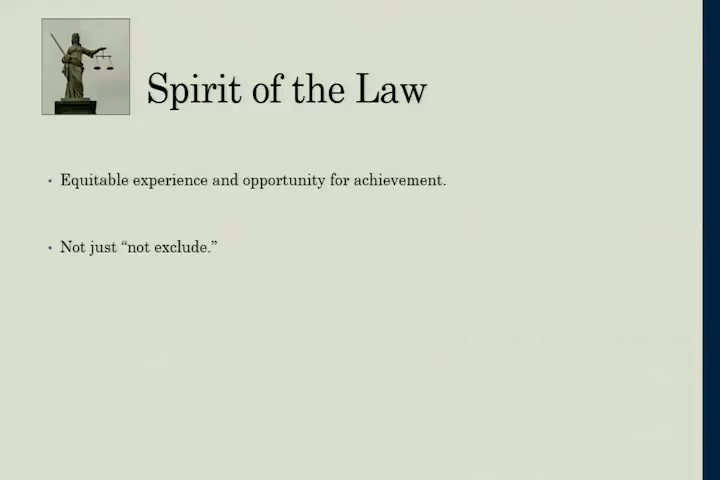 Spirit of the Law
• Equitable experience and opportunity for achievement.
• Not just “not exclude.”